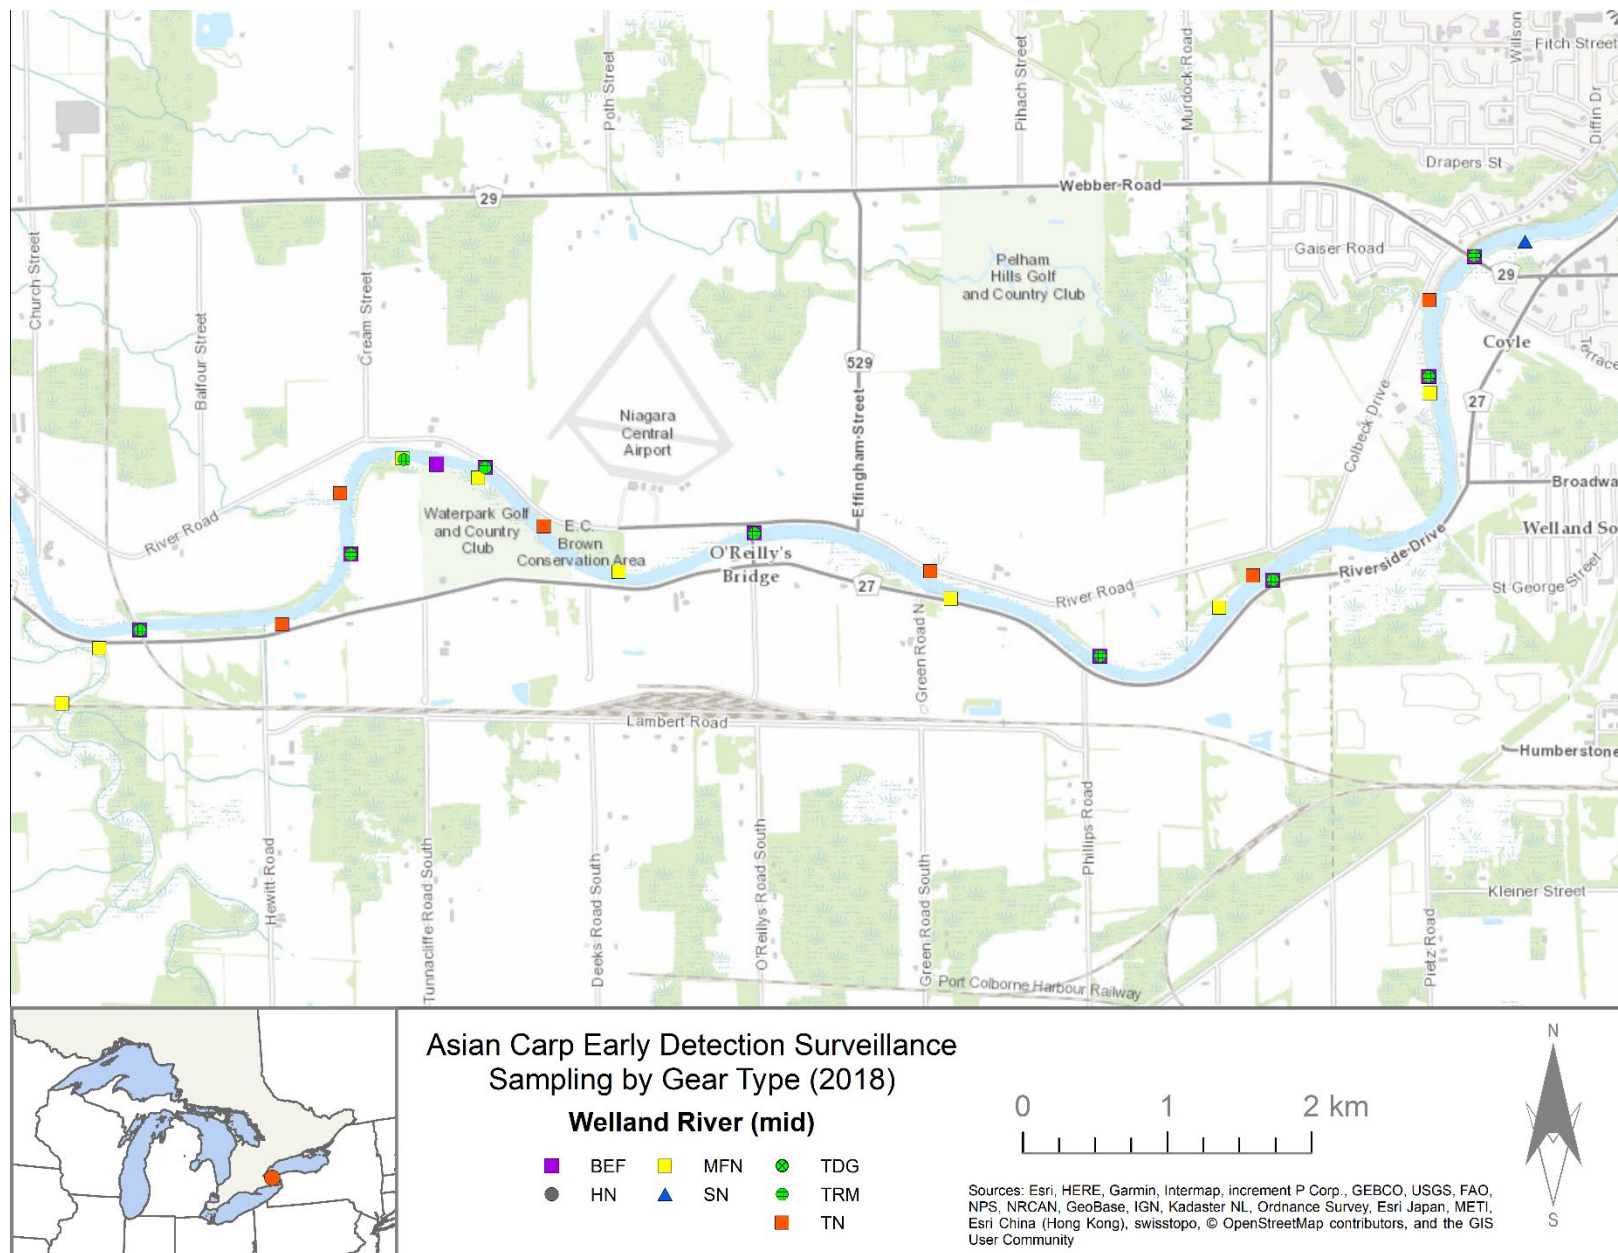 Fitch Street
Willson
Diffin Dr
Drapers St
Poth Street
Pihach Street
Murdock Road
Webber Road
29
Church Street
Balfour Street
Cream Street
Pelham
Hills Golf
and Country Club
Gaiser Road
29
Coyle
Terrace
529
Effingham Street
Niagara
Central
Airport
Colbeck Drive
27
Broadwa
Welland So
River Road
Waterpark Golf
and Country
Club
E.C.
Brown
Conservation Area
O'Reilly's
Bridge
27
Green Road N
River Road
Riverside Drive
St George Street
Lambert Road
Humberstone
Hewitt Road
Tunnacliffe Road South
Deeks Road South
O'Reillys Road South
Green Road South
Phillips Road
Pietz Road
Kleiner Street
Port Colborne Harbour Railway
Asian Carp Early Detection Surveillance
Sampling by Gear Type (2018)
Welland River (mid)
BEF MFN TDG
HN SN TRM
TN
0 1 2 km
N
S
Sources: Esri, HERE, Garmin, Intermap, increment P Corp., GEBCO, USGS, FAO,
NPS, NRCAN, GeoBase, IGN, Kadaster NL, Ordnance Survey, Esri Japan, METI,
Esri China (Hong Kong), swisstopo, © OpenStreetMap contributors, and the GIS
User Community